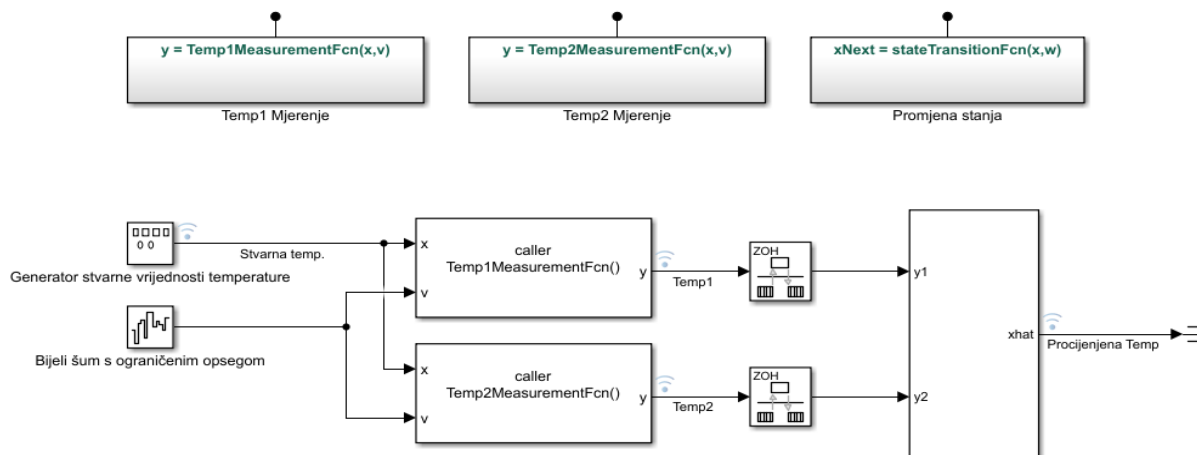 y = Temp1MeasurementFcn(x,v)
y = Temp2MeasurementFcn(x,v)
xNext = stateTransitionFcn(x,w)
Temp1 Mjerenje
Temp2 Mjerenje
Promjena stanja
Stvarna temp.
Generator stvarne vrijednosti temperature
Bijeli šum s ograničenim opsegom
x
v
caller
Temp1MeasurementFcn()
y
Temp1
ZOH
y1
x
v
caller
Temp2MeasurementFcn()
y
Temp2
ZOH
y2
xhat
Procijenjena Temp